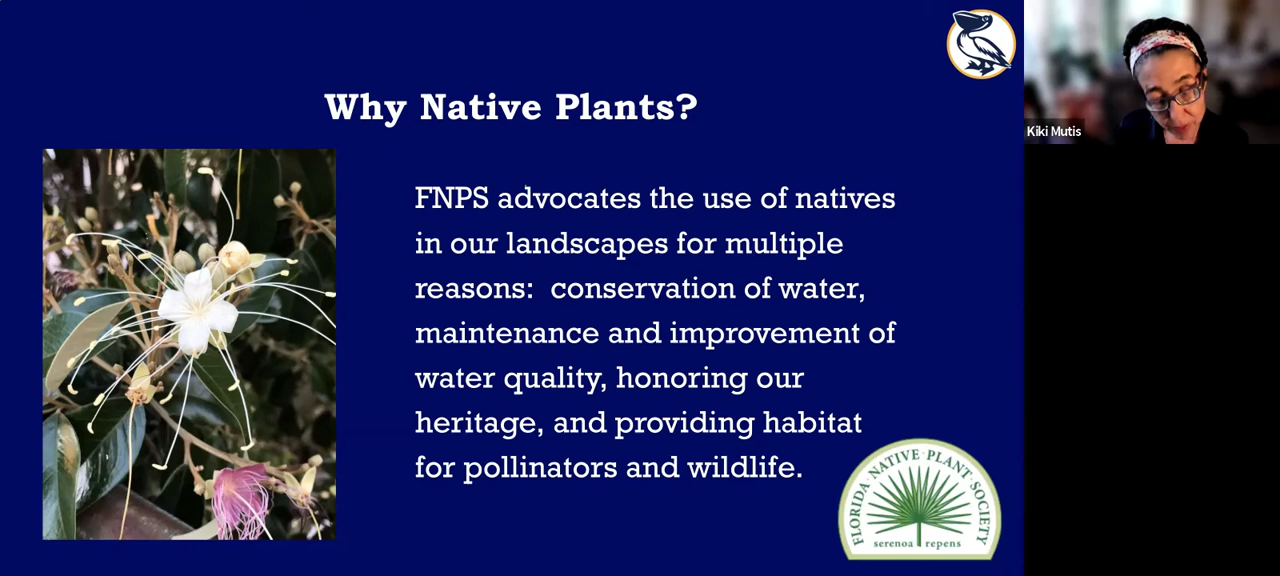 Why Native Plants?
FNPS advocates the use of natives
in our landscapes for multiple
reasons:  conservation of water,
maintenance and improvement of
water quality, honoring our
heritage, and providing habitat
for pollinators and wildlife.
FLORIDA NATIVE · PLANT · SOCIETY
serenoa repens
Kiki Mutis